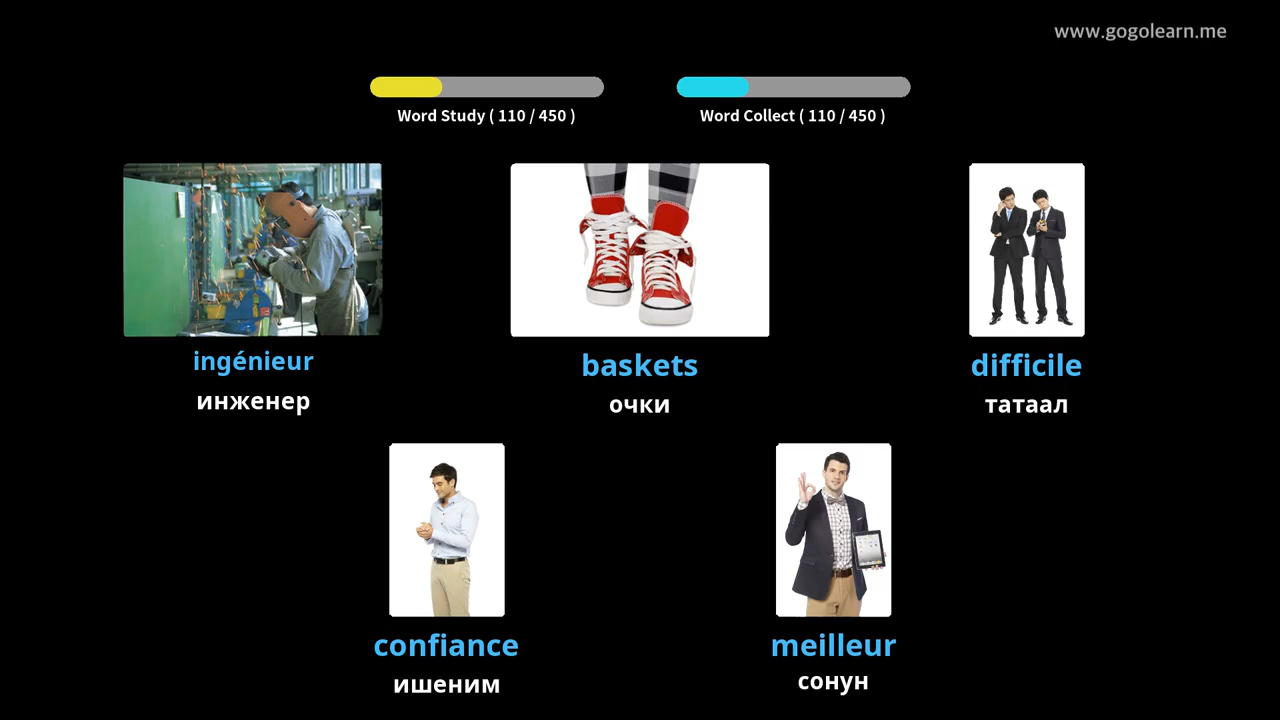 www.gogolearn.me
Word Study ( 110 / 450 )
Word Collect ( 110 / 450 )
ingénieur
инженер
baskets
очки
difficile
татаал
confiance
ишеним
meilleur
сонун